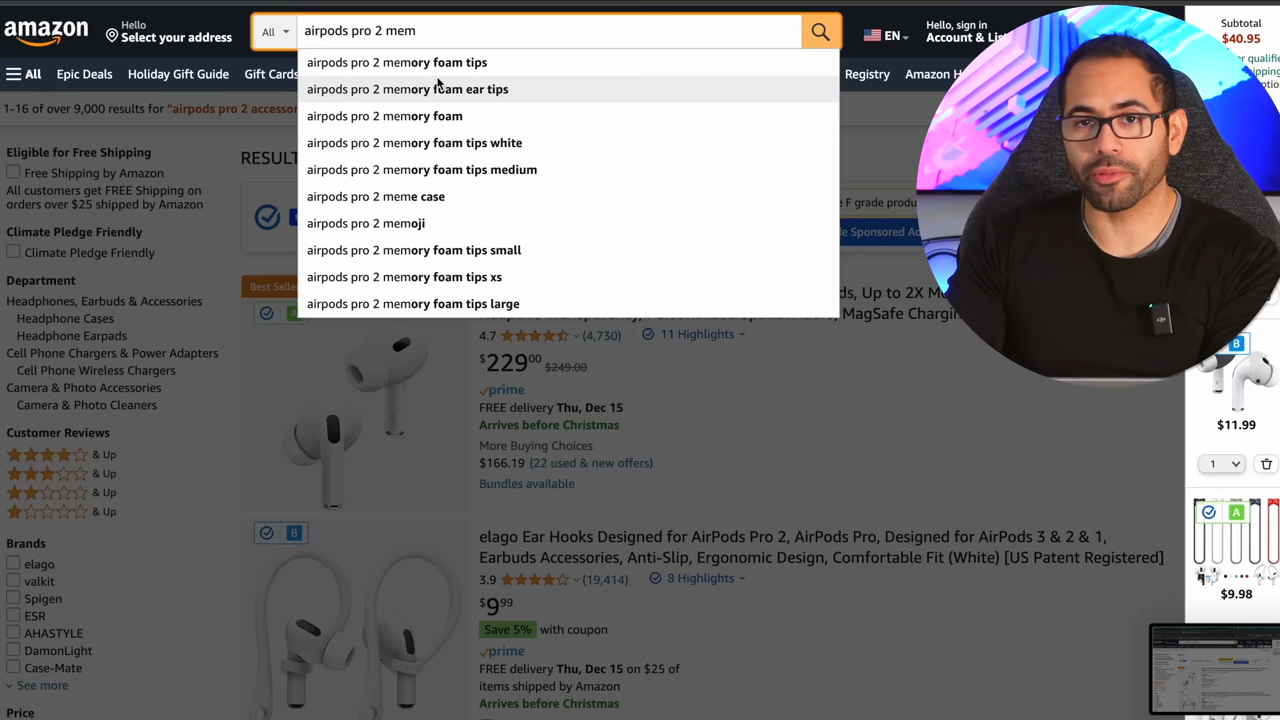 amazon
Hello
Select your address
All
airpods pro 2 mem
EN
Hello, sign in
Account & Lis
Subtotal
$40.95
All
Epic Deals
Holiday Gift Guide
Gift Cards
Registry
Amazon H
1-16 of over 9,000 results for "airpods pro 2 accessor
airpods pro 2 memory foam tips
airpods pro 2 memory foam ear tips
airpods pro 2 memory foam
airpods pro 2 memory foam tips white
airpods pro 2 memory foam tips medium
airpods pro 2 meme case
airpods pro 2 memoji
airpods pro 2 memory foam tips small
airpods pro 2 memory foam tips xs
airpods pro 2 memory foam tips large
Eligible for Free Shipping
Free Shipping by Amazon
All customers get FREE Shipping on
orders over $25 shipped by Amazon
Climate Pledge Friendly
Climate Pledge Friendly
Department
Headphones, Earbuds & Accessories
Headphone Cases
Headphone Earpads
Cell Phone Chargers & Power Adapters
Cell Phone Wireless Chargers
Camera & Photo Accessories
Camera & Photo Cleaners
Customer Reviews
& Up
& Up
& Up
& Up
Brands
elago
valkit
Spigen
ESR
AHASTYLE
DamonLight
Case-Mate
See more
Price
RESULT
F grade produ
de Sponsored Ad
Best Selle
ds, Up to 2X Mo
MagSafe Chargin
4.7
(4,730)
11 Highlights
$229.00
$249.00
prime
FREE delivery Thu, Dec 15
Arrives before Christmas
More Buying Choices
$166.19 (22 used & new offers)
Bundles available
B
elago Ear Hooks Designed for AirPods Pro 2, AirPods Pro, Designed for AirPods 3 & 2 & 1,
Earbuds Accessories, Anti-Slip, Ergonomic Design, Comfortable Fit (White) [US Patent Registered]
3.9
(19,414)
8 Highlights
$9.99
Save 5% with coupon
prime
FREE delivery Thu, Dec 15 on $25 of
items shipped by Amazon
Arrives before Christmas
B
$11.99
1
A
$9.98